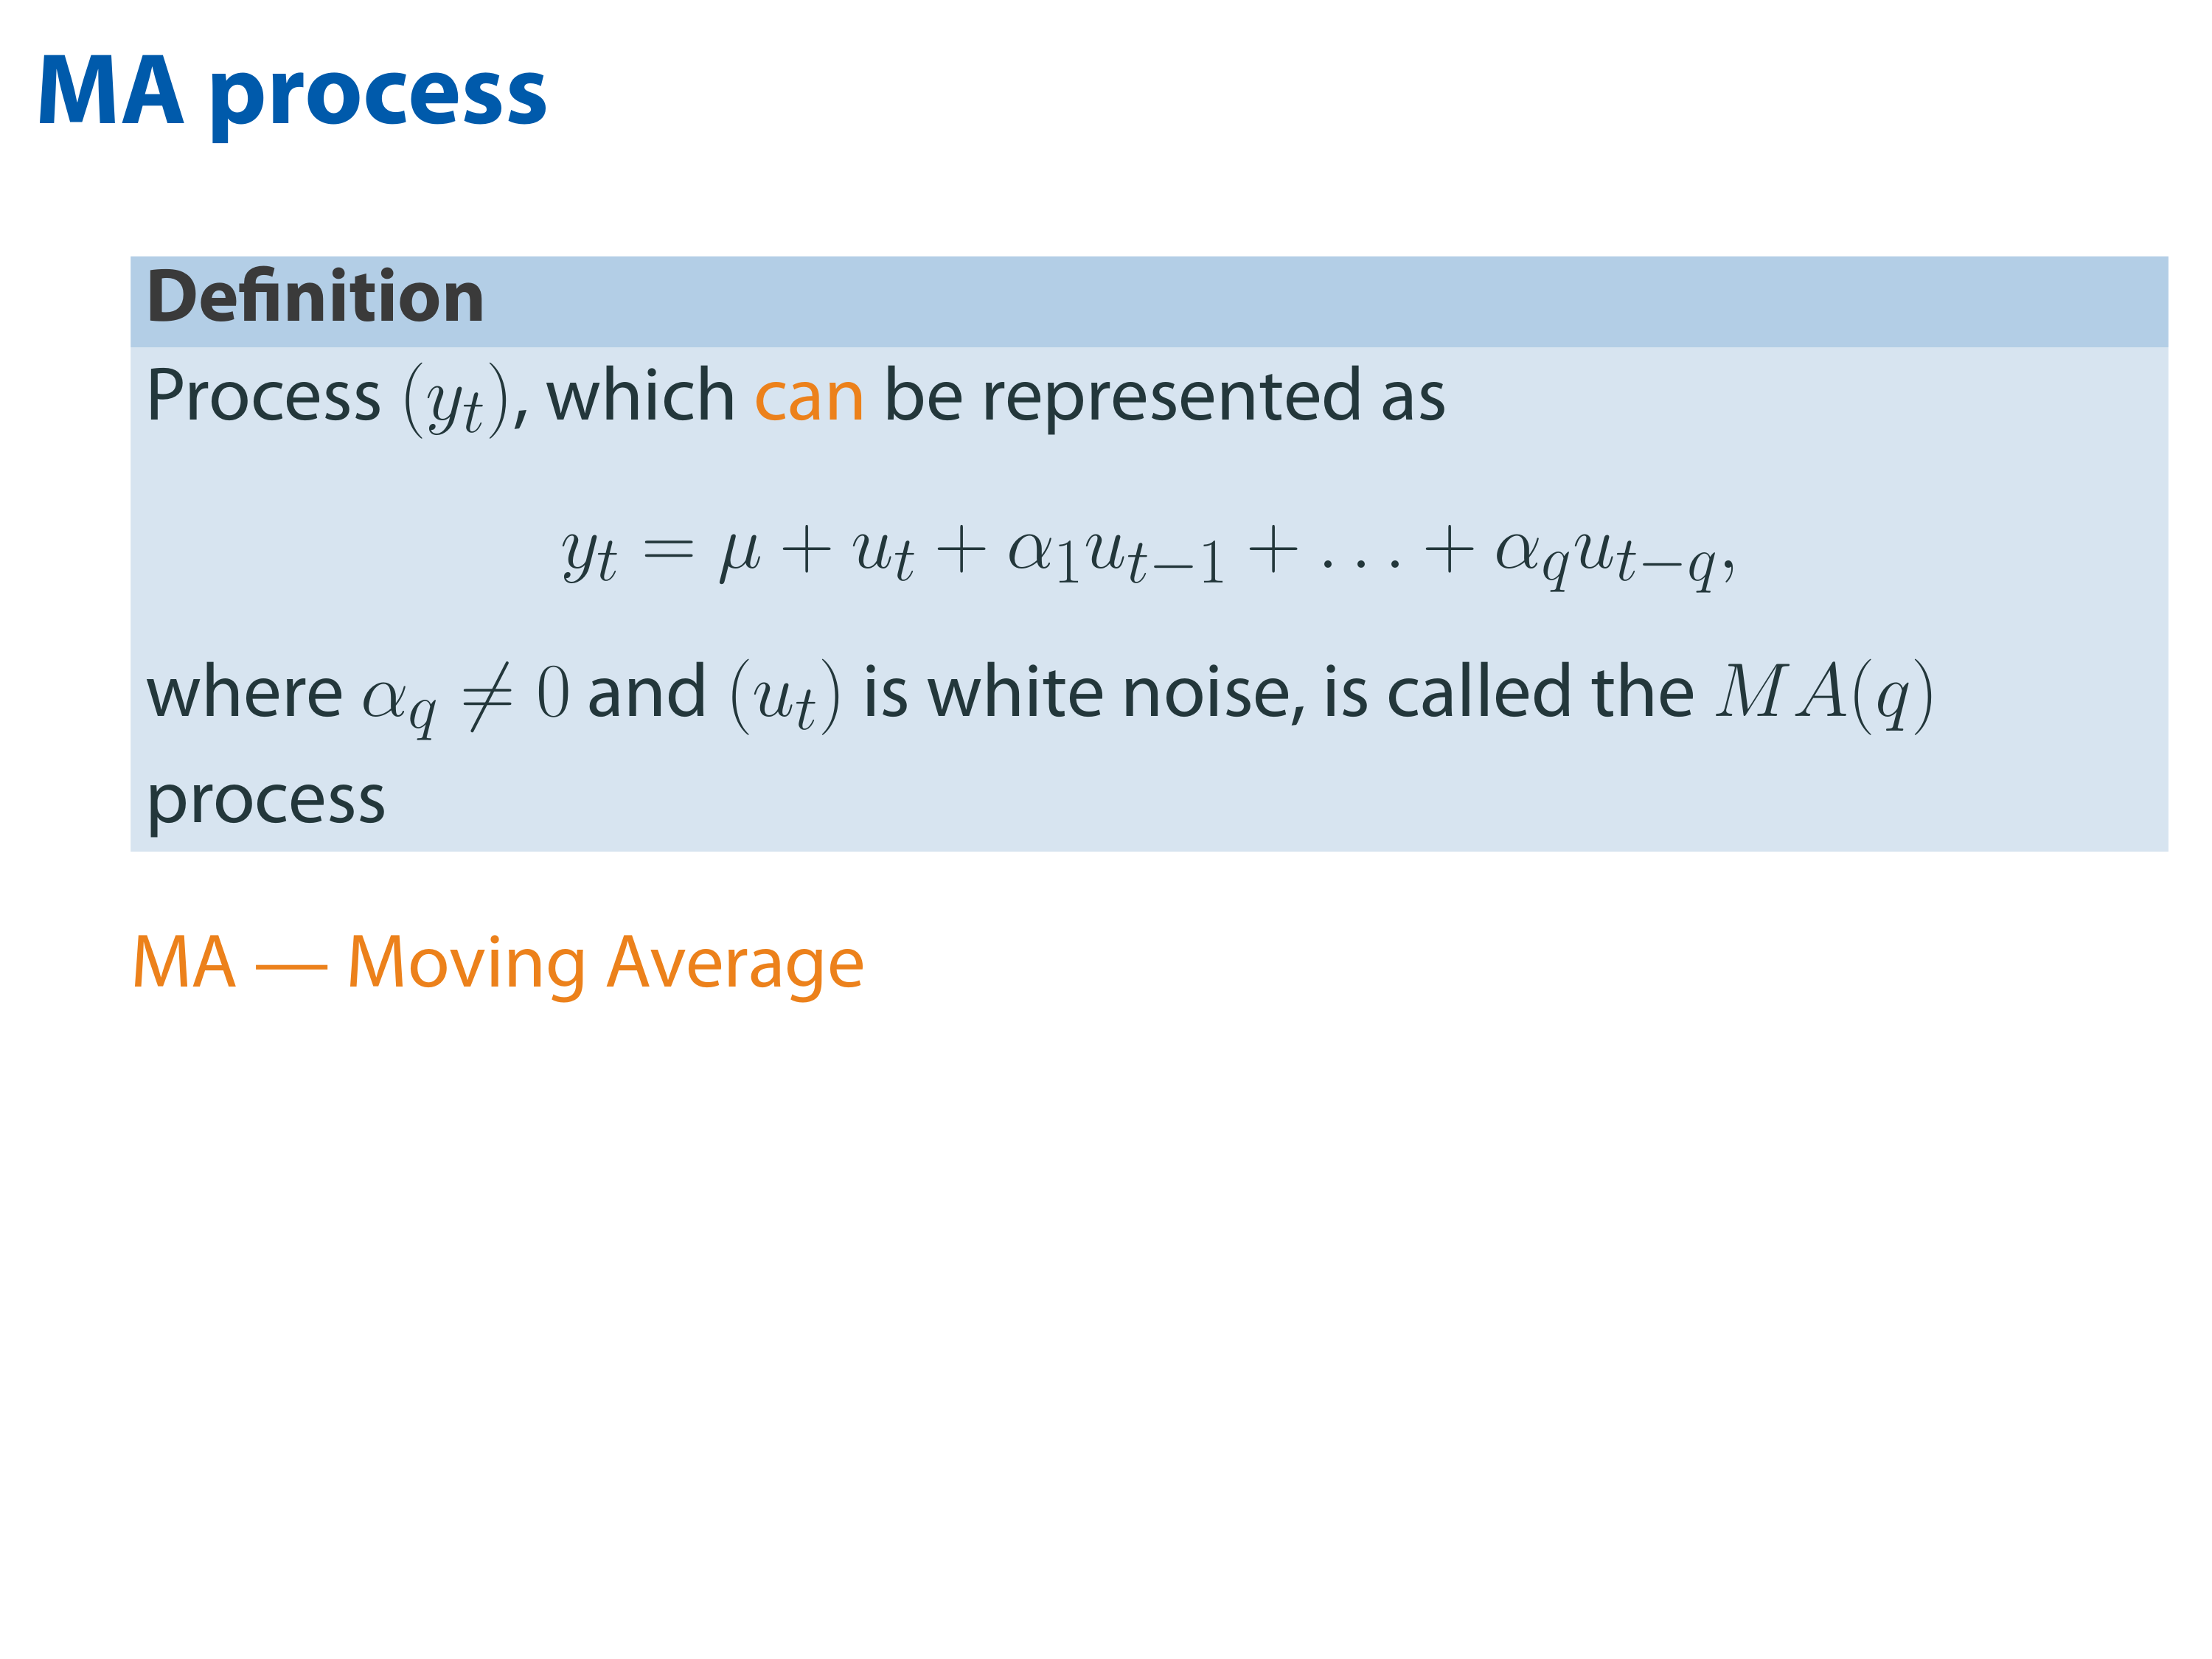 MA process
Definition
Process (y_t), which can be represented as
y_t = μ + u_t + α_1 u_{t−1} + … + α_q u_{t−q},
where α_q ≠ 0 and (u_t) is white noise, is called the MA(q)
process
MA — Moving Average